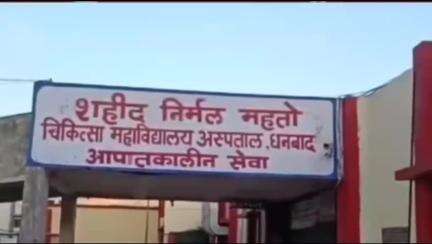 शहीद निर्मल महतो
चिकित्सा महाविद्यालय अस्पताल, धनबाद
आपातकालीन सेवा